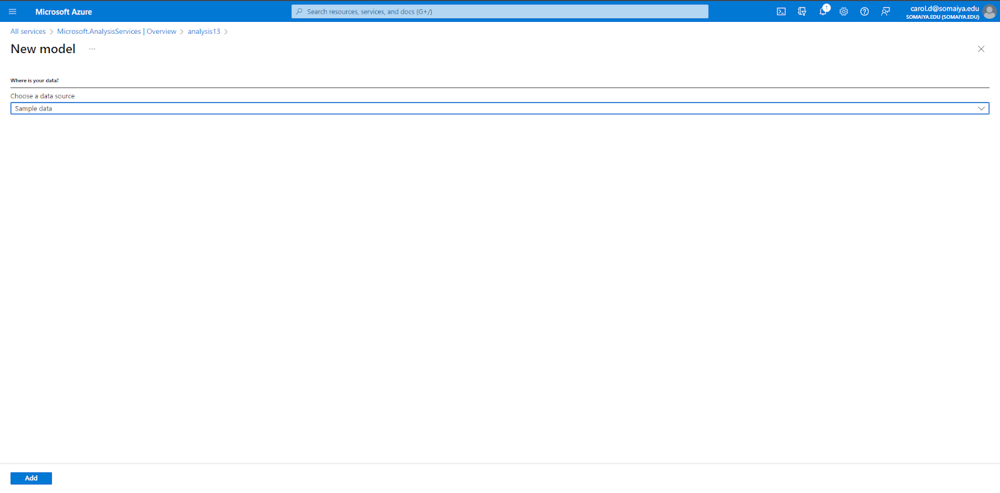 Microsoft Azure
Search resources, services, and docs (G+/)
1
carol.d@somaiya.edu
SOMAIYA.EDU (SOMAIYA.EDU)
All services > Microsoft.AnalysisServices | Overview > analysis13 >
New model ...
Where is your data?
Choose a data source
Sample data
Add